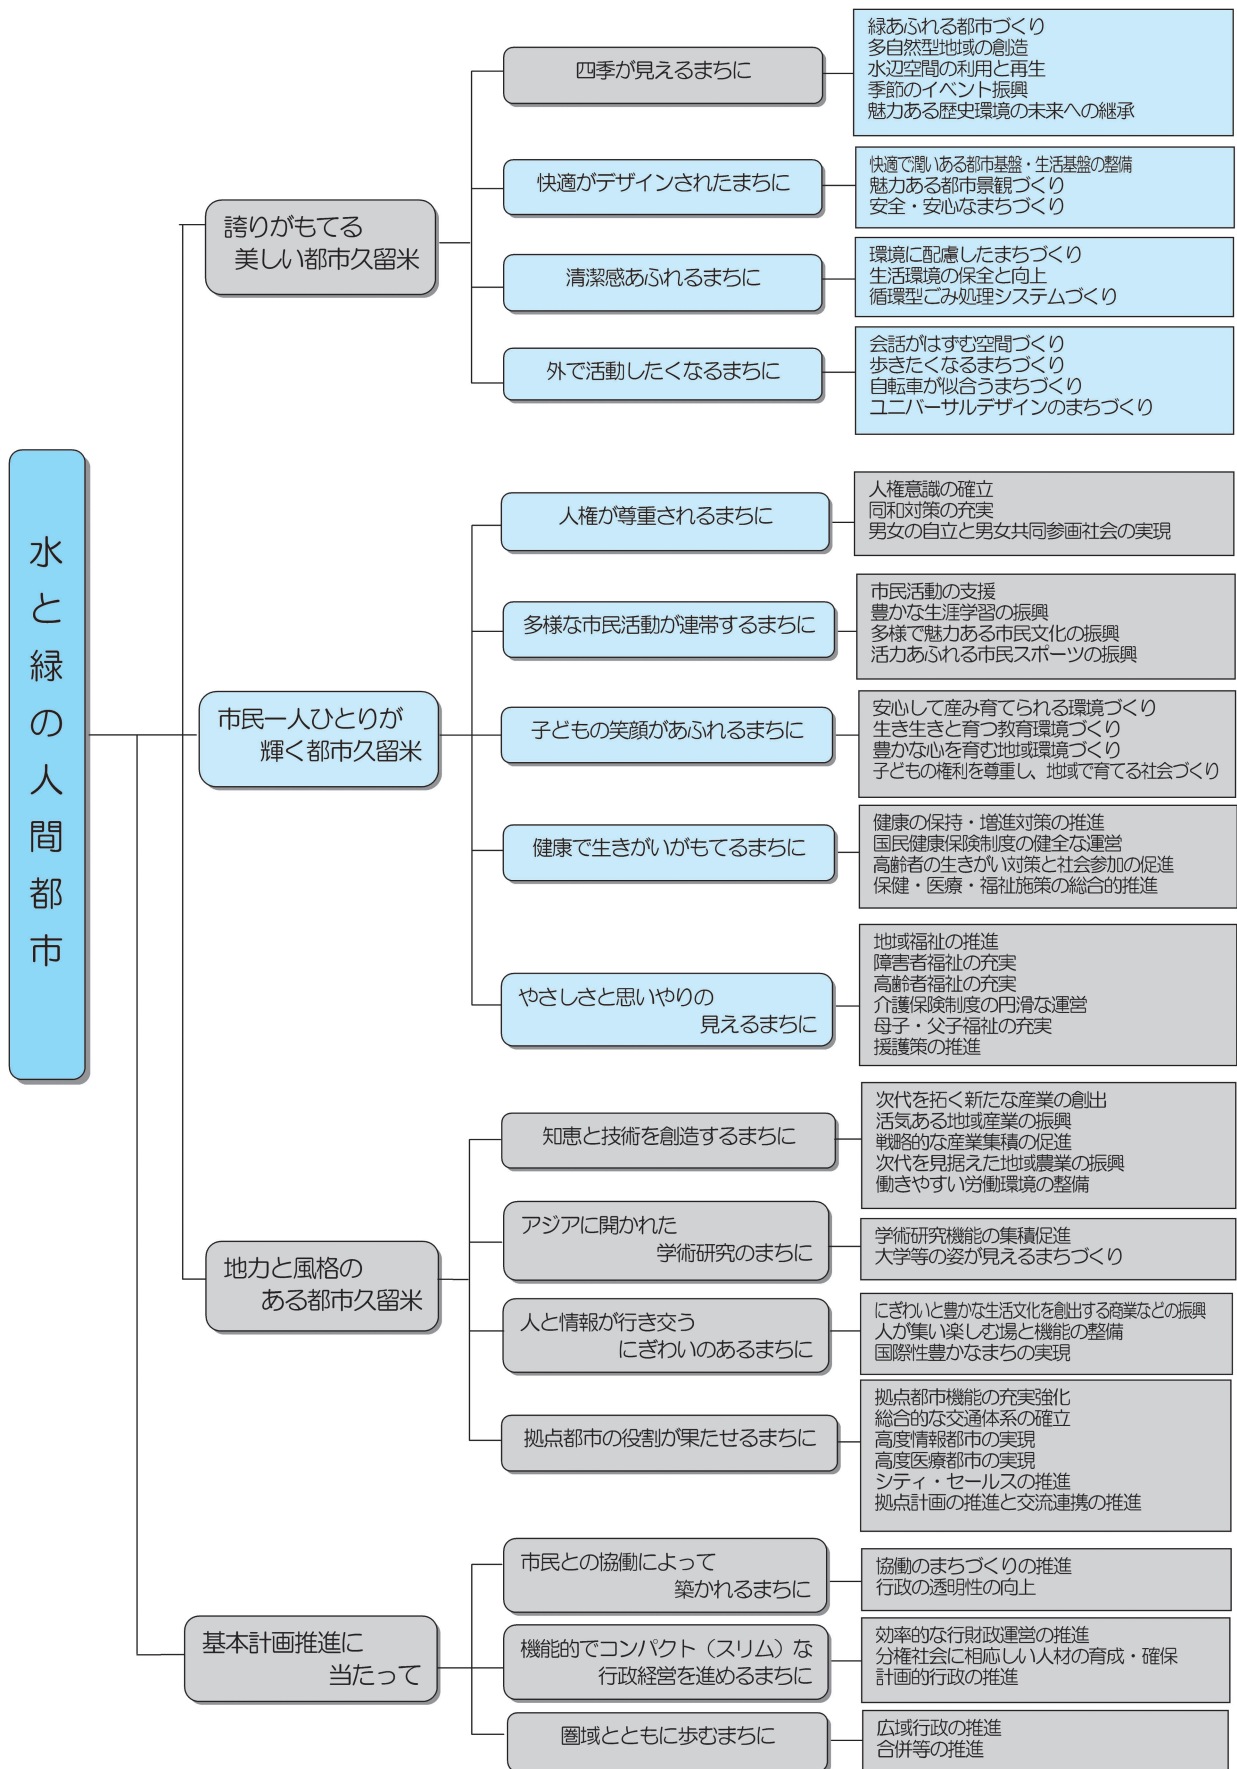 水と緑の人間都市
誇りがもてる
美しい都市久留米
四季が見えるまちに
緑あふれる都市づくり
多自然型地域の創造
水辺空間の利用と再生
季節のイベント振興
魅力ある歴史環境の未来への継承
快適がデザインされたまちに
快適で潤いある都市基盤・生活基盤の整備
魅力ある都市景観づくり
安全・安心なまちづくり
清潔感あふれるまちに
環境に配慮したまちづくり
生活環境の保全と向上
循環型ごみ処理システムづくり
外で活動したくなるまちに
会話がはずむ空間づくり
歩きたくなるまちづくり
自転車が似合うまちづくり
ユニバーサルデザインのまちづくり
市民一人ひとりが
輝く都市久留米
人権が尊重されるまちに
人権意識の確立
同和対策の充実
男女の自立と男女共同参画社会の実現
多様な市民活動が連帯するまちに
市民活動の支援
豊かな生涯学習の振興
多様で魅力ある市民文化の振興
活力あふれる市民スポーツの振興
子どもの笑顔があふれるまちに
安心して産み育てられる環境づくり
生き生きと育つ教育環境づくり
豊かな心を育む地域環境づくり
子どもの権利を尊重し、地域で育てる社会づくり
健康で生きがいがもてるまちに
健康の保持・増進対策の推進
国民健康保険制度の健全な運営
高齢者の生きがい対策と社会参加の促進
保健・医療・福祉施策の総合的推進
やさしさと思いやりの
見えるまちに
地域福祉の推進
障害者福祉の充実
高齢者福祉の充実
介護保険制度の円滑な運営
母子・父子福祉の充実
援護策の推進
地力と風格の
ある都市久留米
知恵と技術を創造するまちに
次代を拓く新たな産業の創出
活気ある地域産業の振興
戦略的な産業集積の促進
次代を見据えた地域農業の振興
働きやすい労働環境の整備
アジアに開かれた
学術研究のまちに
学術研究機能の集積促進
大学等の姿が見えるまちづくり
人と情報が行き交う
にぎわいのあるまちに
にぎわいと豊かな生活文化を創出する商業などの振興
人が集い楽しむ場と機能の整備
国際性豊かなまちの実現
拠点都市の役割が果たせるまちに
拠点都市機能の充実強化
総合的な交通体系の確立
高度情報都市の実現
高度医療都市の実現
シティ・セールスの推進
拠点計画の推進と交流連携の推進
基本計画推進に
当たって
市民との協働によって
築かれるまちに
協働のまちづくりの推進
行政の透明性の向上
機能的でコンパクト（スリム）な
行政経営を進めるまちに
効率的な行財政運営の推進
分権社会に相応しい人材の育成・確保
計画的行政の推進
圏域とともに歩むまちに
広域行政の推進
合併等の推進